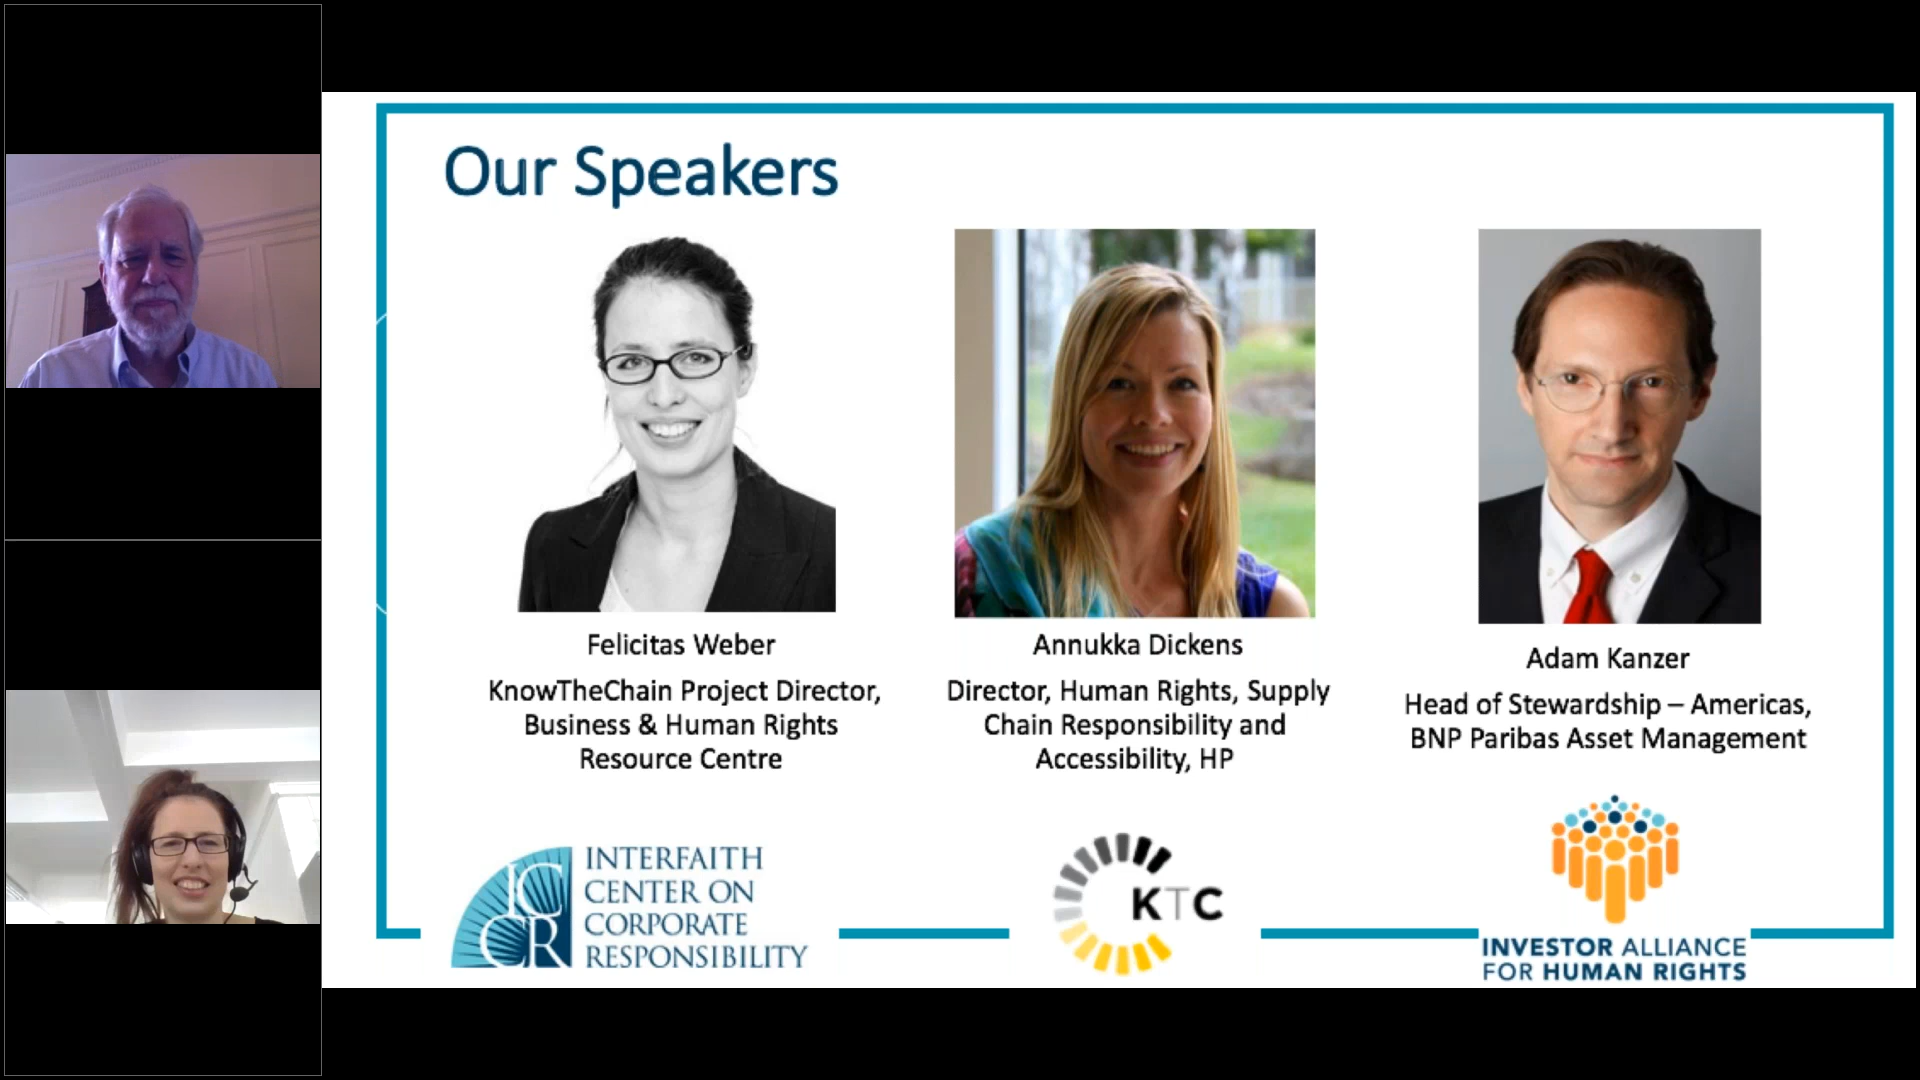 Our Speakers
Felicitas Weber
KnowTheChain Project Director,
Business & Human Rights
Resource Centre
Annukka Dickens
Director, Human Rights, Supply
Chain Responsibility and
Accessibility, HP
Adam Kanzer
Head of Stewardship – Americas,
BNP Paribas Asset Management
ICCR
INTERFAITH
CENTER ON
CORPORATE
RESPONSIBILITY
KTC
INVESTOR ALLIANCE
FOR HUMAN RIGHTS